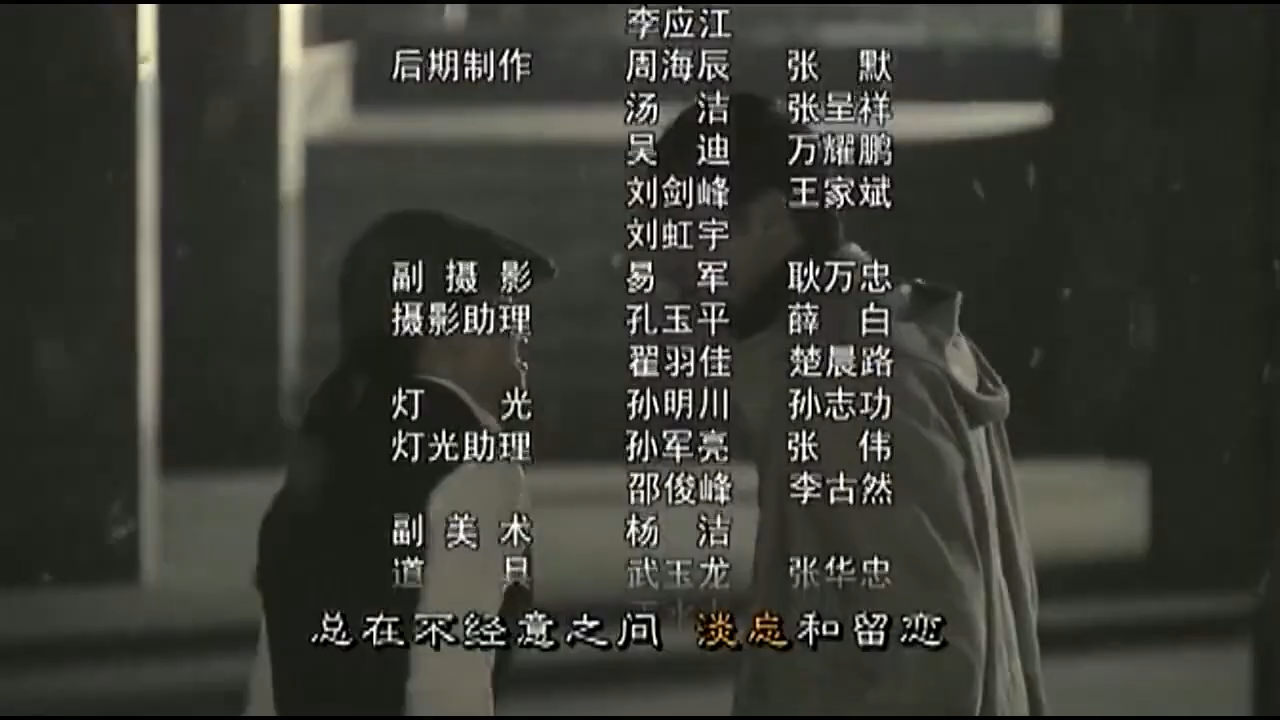 李应江
后期制作 周海辰 张默
汤洁 张呈祥
吴迪 万耀鹏
刘剑峰 王家斌
刘虹宇
副摄影 易军 耿万忠
摄影助理 孔玉平 薛白
翟羽佳 楚晨路
灯光 孙明川 孙志功
灯光助理 孙军亮 张伟
邵俊峰 李古然
副美术 杨洁
道具 武玉龙 张华忠
总在不经意之间 淡忘和留恋